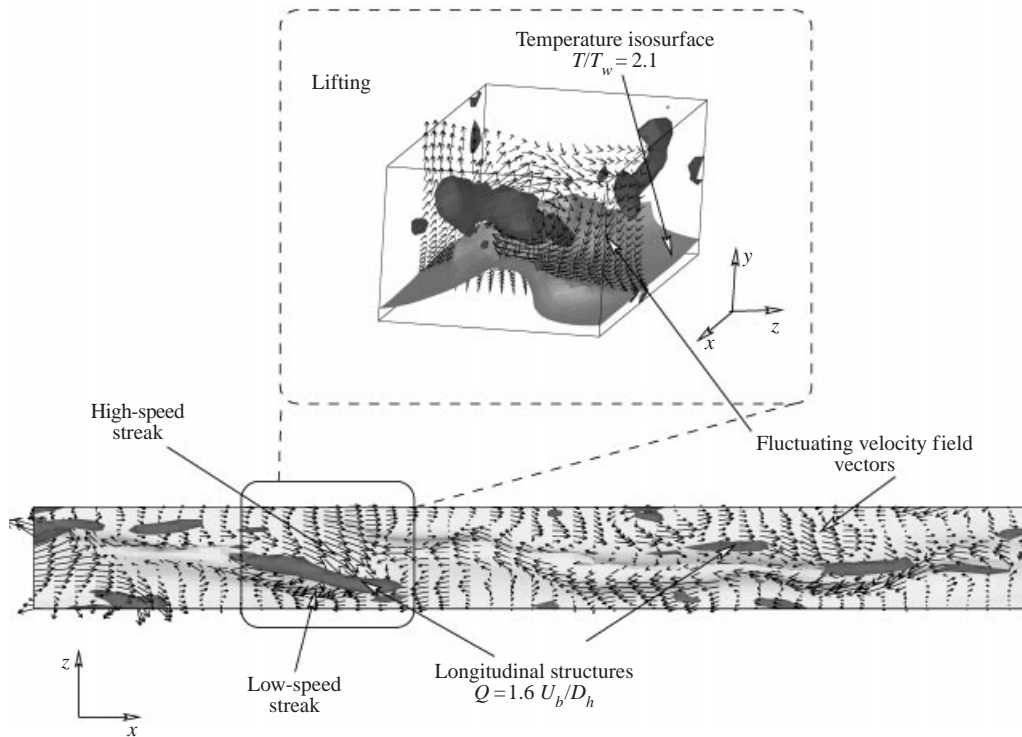 Temperature isosurface
T/T_w = 2.1
Lifting
y
z
x
High-speed
streak
Fluctuating velocity field
vectors
z
x
Low-speed
streak
Longitudinal structures
Q = 1.6 U_b/D_h